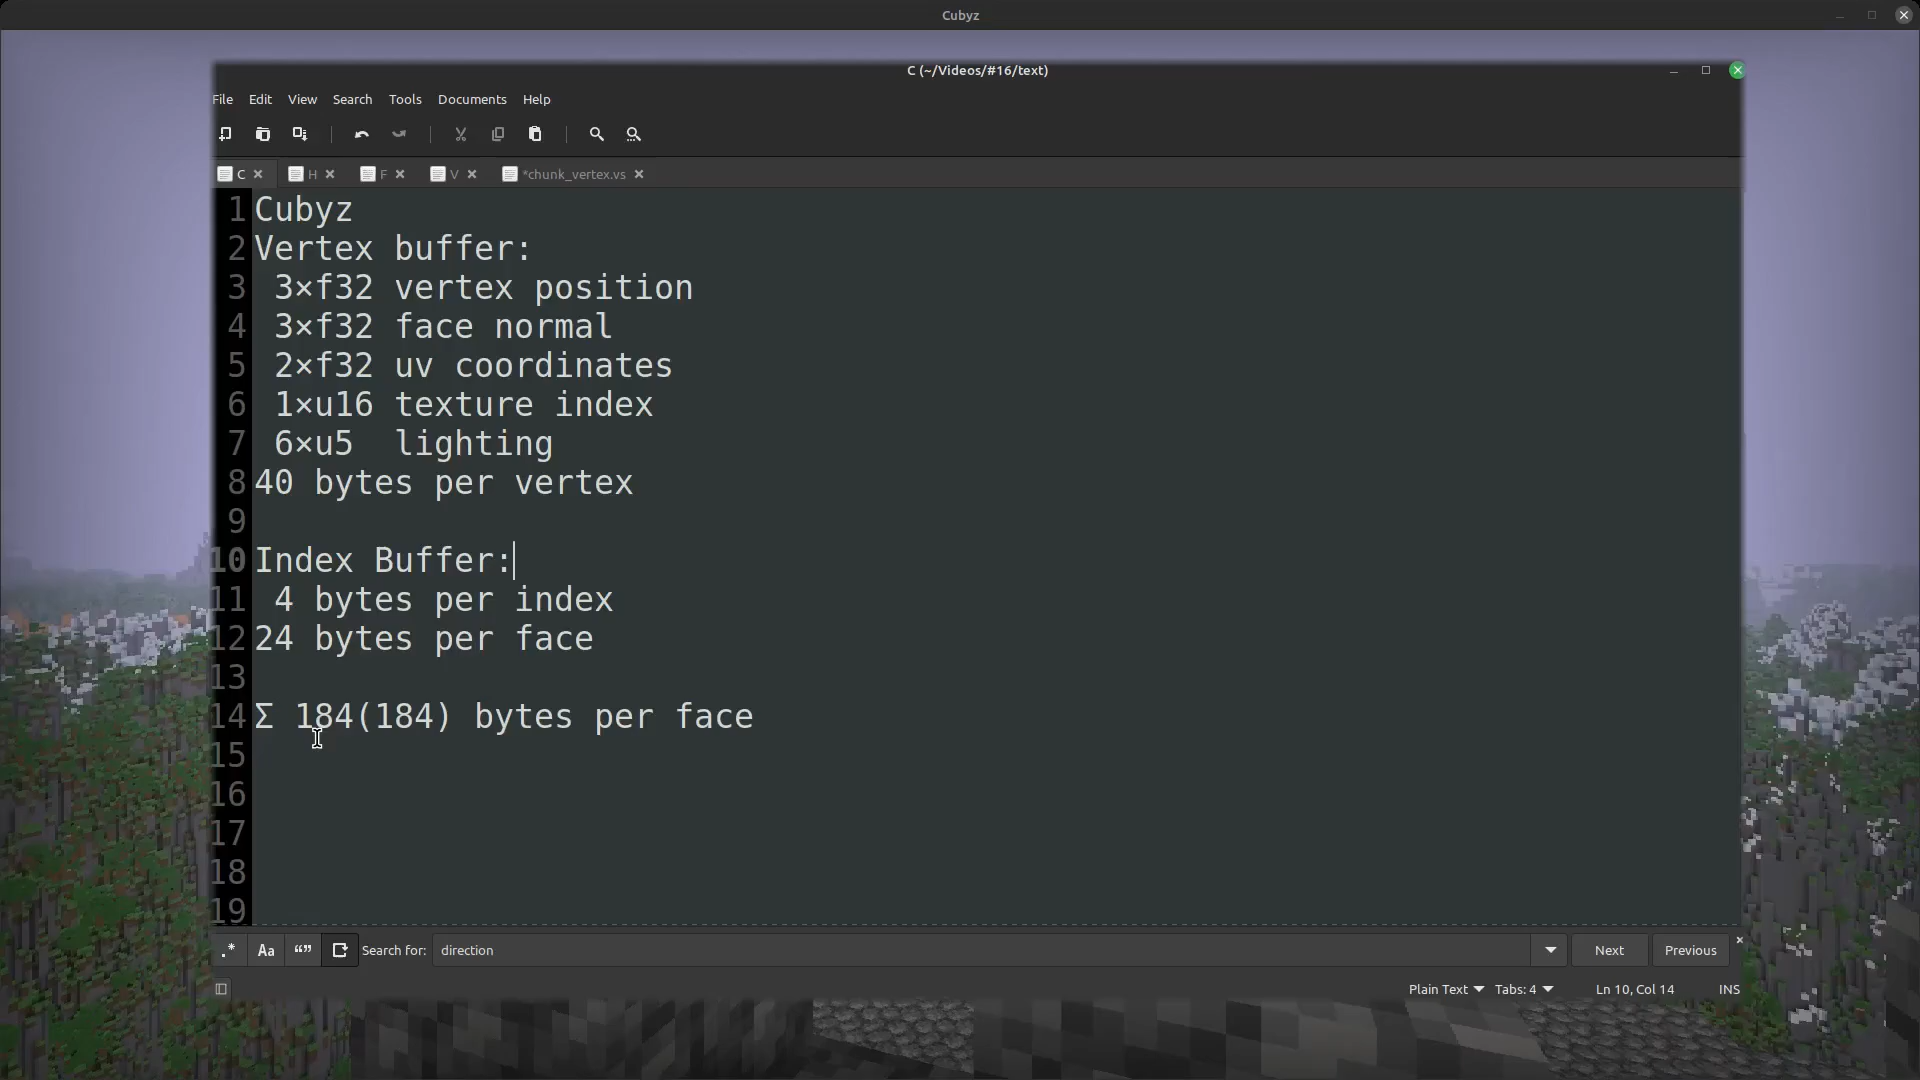 Cubyz
C (~/Videos/#16/text)
File Edit View Search Tools Documents Help
C H F V *chunk_vertex.vs
1 Cubyz
2 Vertex buffer:
3  3×f32 vertex position
4  3×f32 face normal
5  2×f32 uv coordinates
6  1×u16 texture index
7  6×u5  lighting
8 40 bytes per vertex
9
10 Index Buffer:
11  4 bytes per index
12 24 bytes per face
13
14 Σ 184(184) bytes per face
15
16
17
18
19
.* Aa “” Search for: direction Next Previous
Plain Text Tabs: 4 Ln 10, Col 14 INS